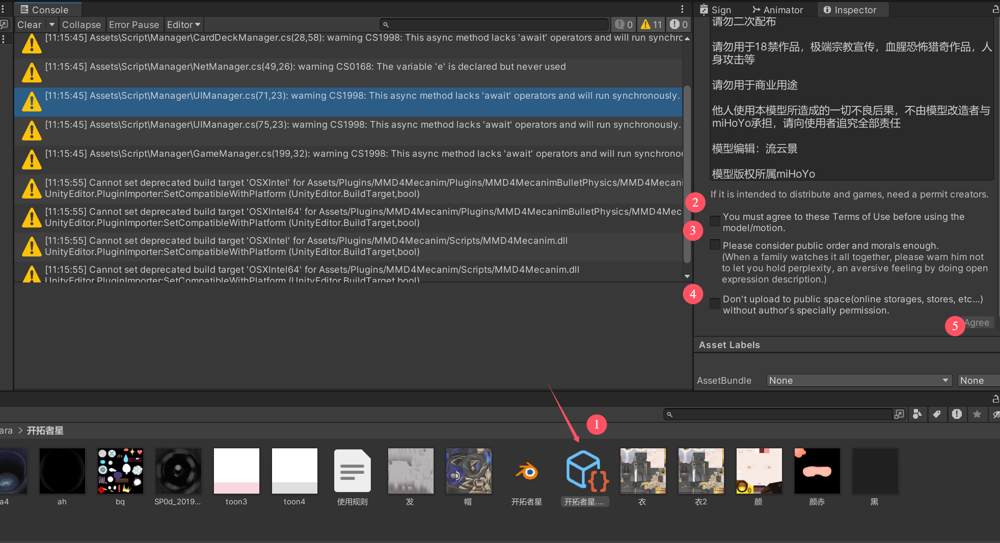 Console
Clear
Collapse
Error Pause
Editor
0
11
0
[11:15:45] Assets\Script\Manager\CardDeckManager.cs(28,58): warning CS1998: This async method lacks 'await' operators and will run synchro
[11:15:45] Assets\Script\Manager\NetManager.cs(49,26): warning CS0168: The variable 'e' is declared but never used
[11:15:45] Assets\Script\Manager\UIManager.cs(71,23): warning CS1998: This async method lacks 'await' operators and will run synchronously.
[11:15:45] Assets\Script\Manager\UIManager.cs(75,23): warning CS1998: This async method lacks 'await' operators and will run synchronously.
[11:15:45] Assets\Script\Manager\GameManager.cs(199,32): warning CS1998: This async method lacks 'await' operators and will run synchrono
[11:15:55] Cannot set deprecated build target 'OSXIntel' for Assets/Plugins/MMD4Mecanim/Plugins/MMD4MecanimBulletPhysics/MMD4Mecani
UnityEditor.PluginImporter:SetCompatibleWithPlatform (UnityEditor.BuildTarget,bool)
[11:15:55] Cannot set deprecated build target 'OSXIntel64' for Assets/Plugins/MMD4Mecanim/Plugins/MMD4MecanimBulletPhysics/MMD4Mec
UnityEditor.PluginImporter:SetCompatibleWithPlatform (UnityEditor.BuildTarget,bool)
[11:15:55] Cannot set deprecated build target 'OSXIntel' for Assets/Plugins/MMD4Mecanim/Scripts/MMD4Mecanim.dll
UnityEditor.PluginImporter:SetCompatibleWithPlatform (UnityEditor.BuildTarget,bool)
[11:15:55] Cannot set deprecated build target 'OSXIntel64' for Assets/Plugins/MMD4Mecanim/Scripts/MMD4Mecanim.dll
UnityEditor.PluginImporter:SetCompatibleWithPlatform (UnityEditor.BuildTarget,bool)
Sign
Animator
Inspector
请勿二次配布
请勿用于18禁作品，极端宗教宣传，血腥恐怖猎奇作品，人
身攻击等
请勿用于商业用途
他人使用本模型所造成的一切不良后果，不由模型改造者与
miHoYo承担，请向使用者追究全部责任
模型编辑：流云景
模型版权所属miHoYo
If it is intended to distribute and games, need a permit creators.
2
You must agree to these Terms of Use before using the
model/motion.
3
Please consider public order and morals enough.
(When a family watches it all together, please warn him not
to let you hold perplexity, an aversive feeling by doing open
expression description.)
4
Don't upload to public space(online storages, stores, etc...)
without author's specially permission.
5
Agree
Asset Labels
AssetBundle
None
None
1
ara
开拓者星
a4
ah
bq
SP0d_2019...
toon3
toon4
使用规则
发
帽
开拓者星
开拓者星....
衣
衣2
颜
颜赤
黑